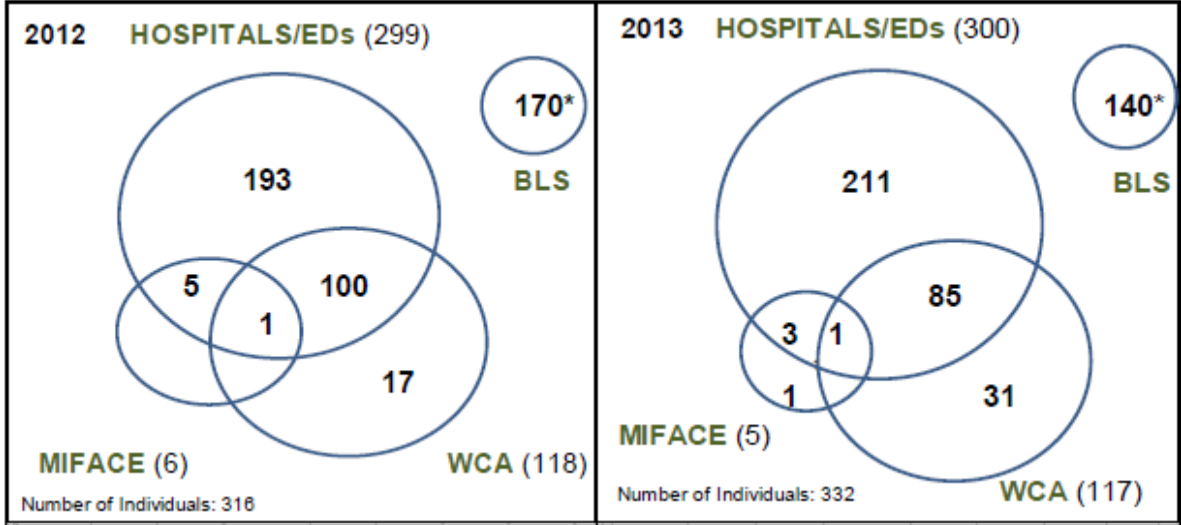 2012 HOSPITALS/EDs (299)
170*
BLS
193
5
100
1
17
MIFACE (6)
WCA (118)
Number of Individuals: 316
2013 HOSPITALS/EDs (300)
140*
BLS
211
85
3
1
1
31
MIFACE (5)
WCA (117)
Number of Individuals: 332